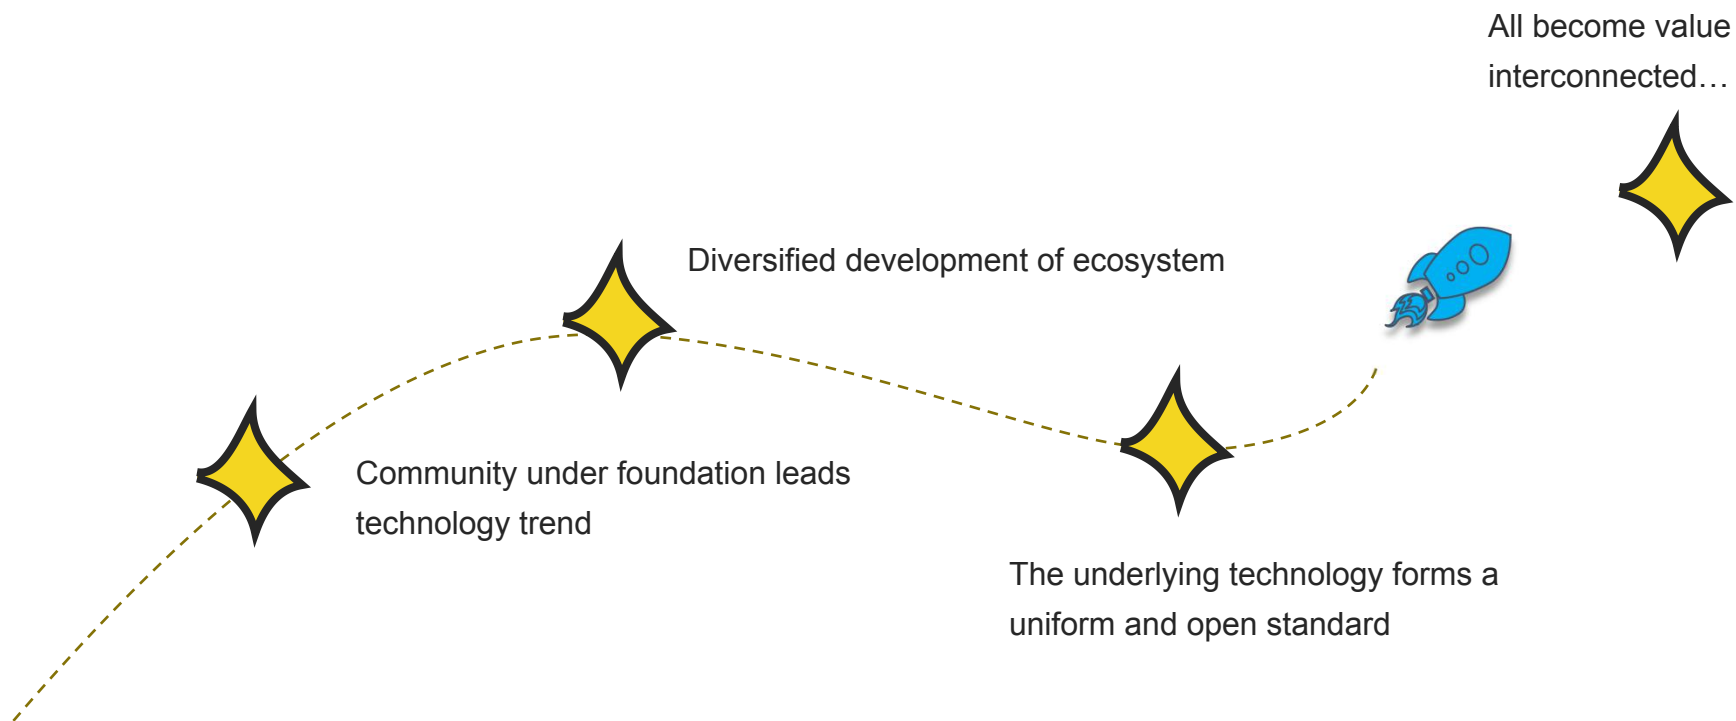 All become value
interconnected…
Diversified development of ecosystem
Community under foundation leads
technology trend
The underlying technology forms a
uniform and open standard